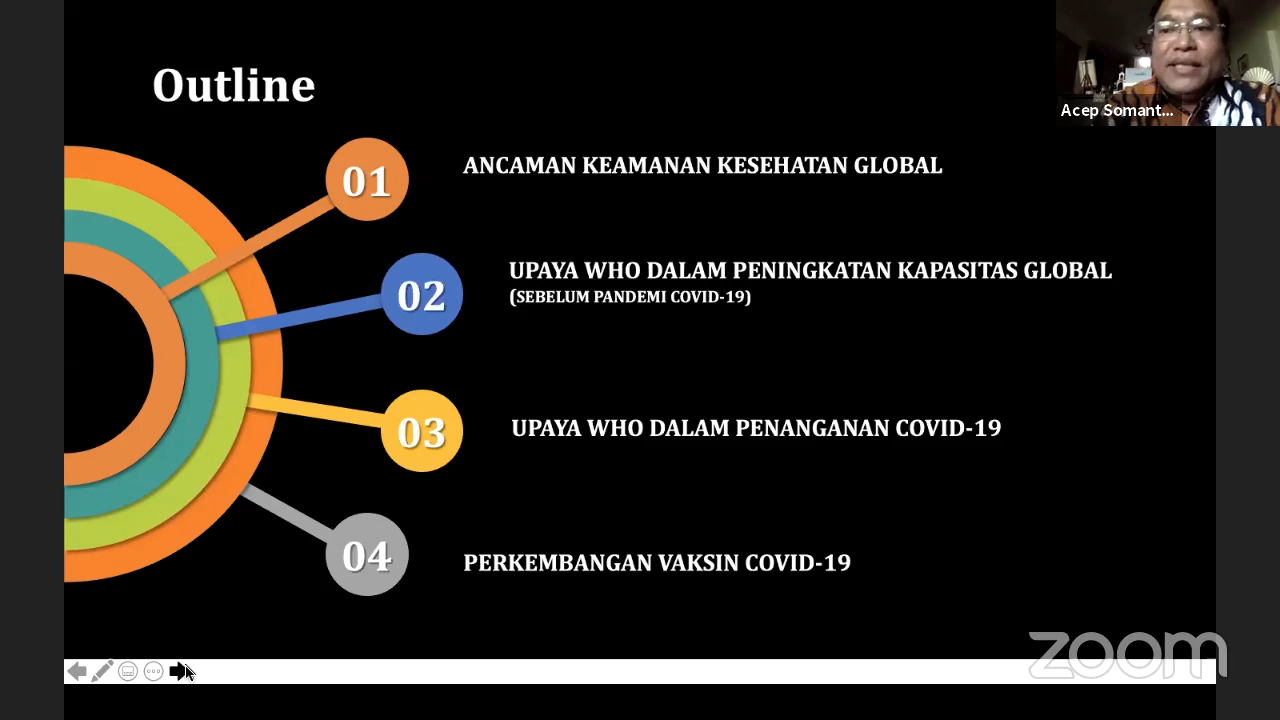 Outline
Acep Somant...
01
ANCAMAN KEAMANAN KESEHATAN GLOBAL
02
UPAYA WHO DALAM PENINGKATAN KAPASITAS GLOBAL
(SEBELUM PANDEMI COVID-19)
03
UPAYA WHO DALAM PENANGANAN COVID-19
04
PERKEMBANGAN VAKSIN COVID-19
zoom